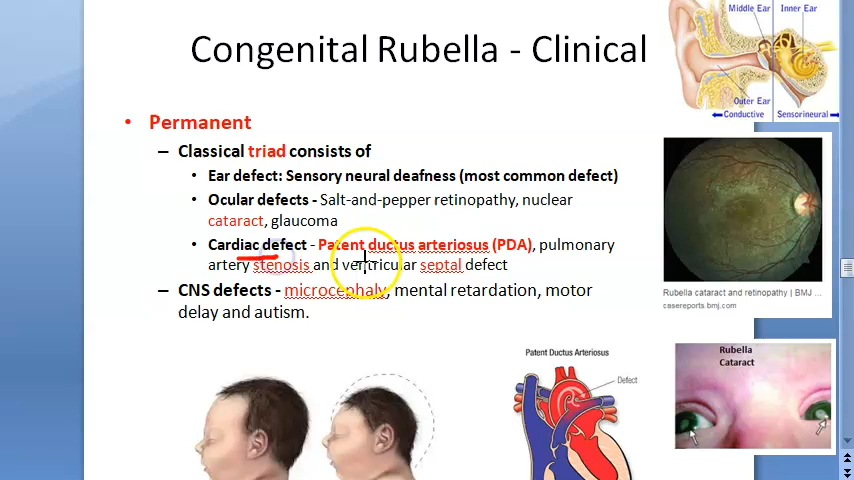 Congenital Rubella - Clinical
• Permanent
– Classical triad consists of
• Ear defect: Sensory neural deafness (most common defect)
• Ocular defects - Salt-and-pepper retinopathy, nuclear
cataract, glaucoma
• Cardiac defect - Patent ductus arteriosus (PDA), pulmonary
artery stenosis and ventricular septal defect
– CNS defects - microcephaly, mental retardation, motor
delay and autism.
Middle Ear Inner Ear
Outer Ear
Conductive Sensorineural
Rubella cataract and retinopathy | BMJ ...
casereports.bmj.com
Patent Ductus Arteriosus
Defect
Rubella
Cataract